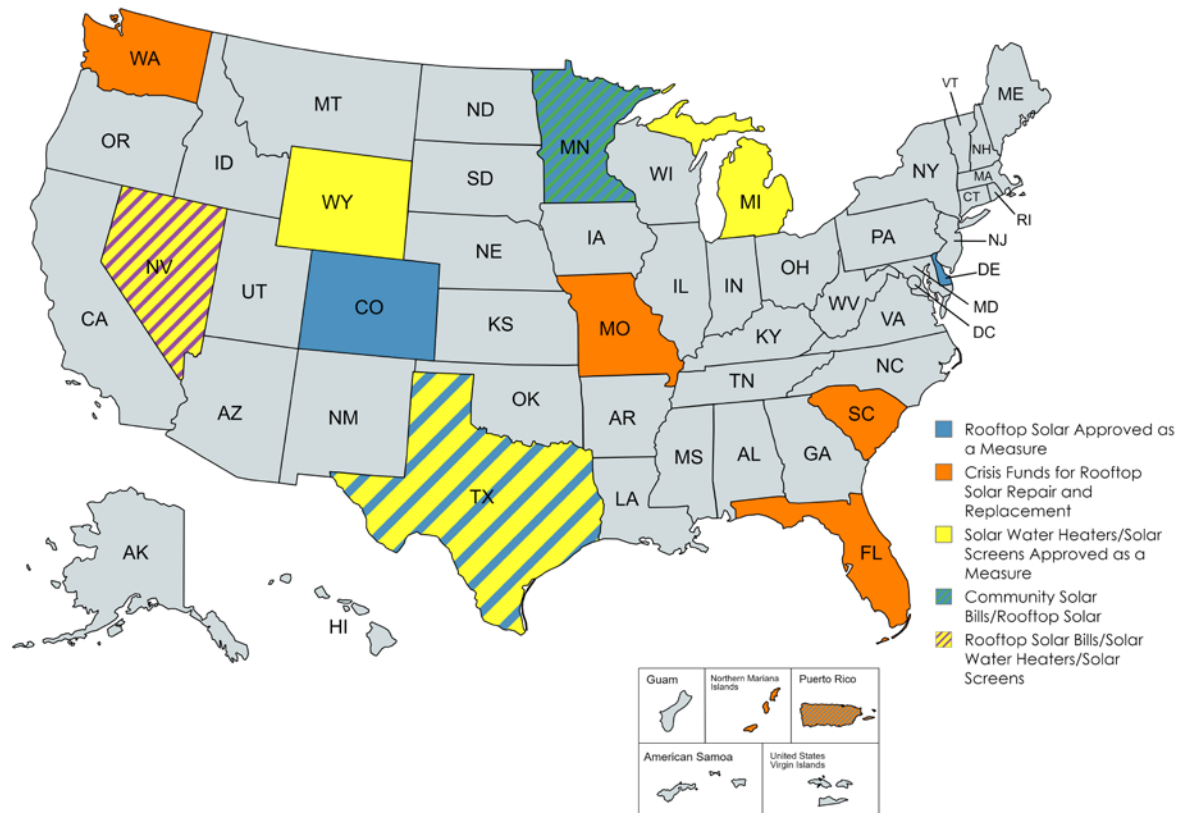 WA
MT
ND
MN
VT
ME
OR
ID
SD
WI
NH
NY
MA
WY
MI
CT
RI
IA
PA
NJ
NE
NV
OH
DE
UT
IL
IN
MD
CA
CO
WV
KS
MO
VA
DC
KY
NC
TN
OK
AZ
NM
AR
SC
MS
AL
GA
TX
LA
FL
AK
HI
Rooftop Solar Approved as
a Measure
Crisis Funds for Rooftop
Solar Repair and
Replacement
Solar Water Heaters/Solar
Screens Approved as a
Measure
Community Solar
Bills/Rooftop Solar
Rooftop Solar Bills/Solar
Water Heaters/Solar
Screens
Guam
Northern Mariana
Islands
Puerto Rico
American Samoa
United States
Virgin Islands